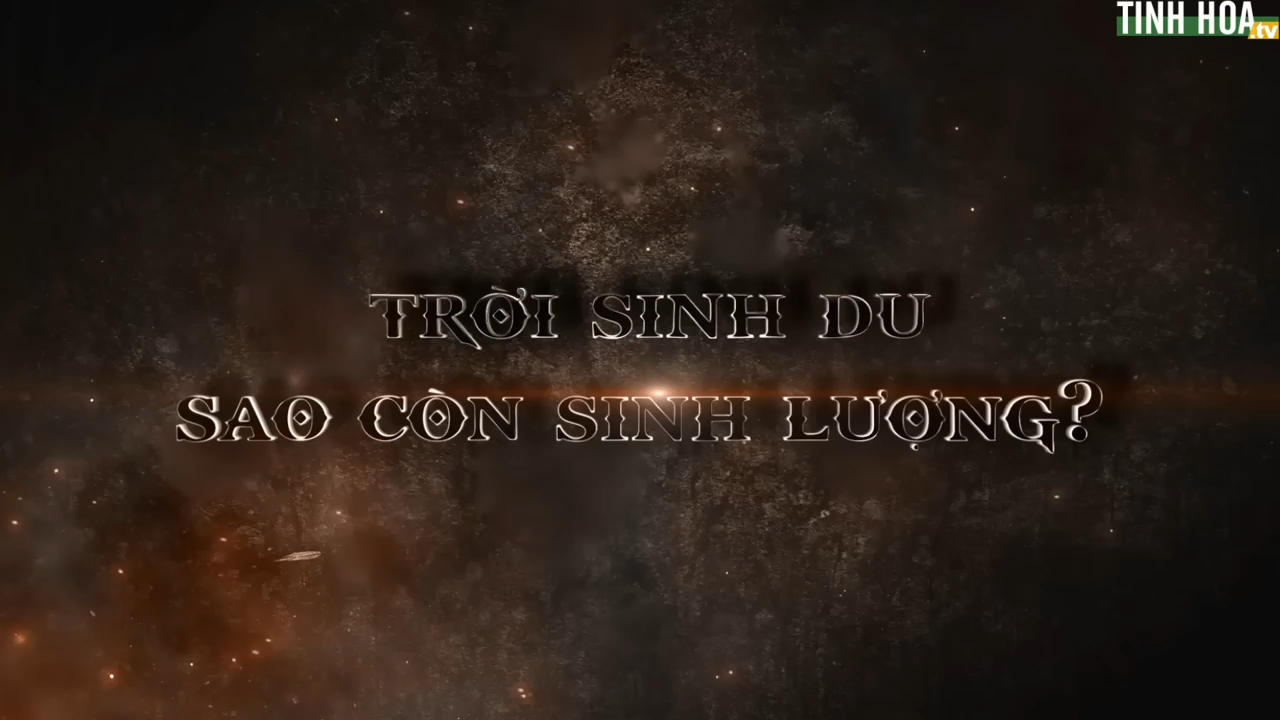 TINH HOA
.tv
TRỜI SINH DU
SAO CÒN SINH LƯỢNG?